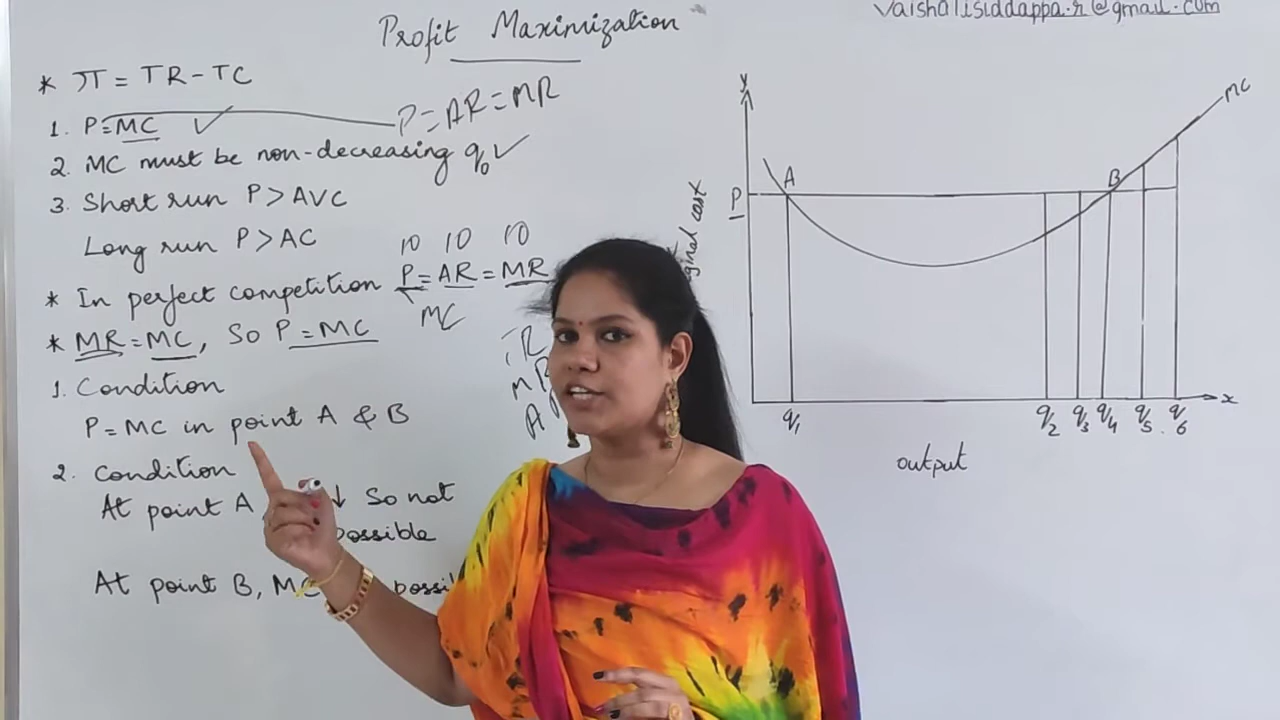 Profit Maximization
vaishalisiddappa.r@gmail.com
* π = TR - TC
1. P=MC ✓
P=AR=MR
2. MC must be non-decreasing q₀ ✓
3. Short run P > AVC
Long run P > AC
10 10 10
* In perfect competition P = AR = MR
MC
* MR = MC, So P = MC
1. Condition
P = MC in point A & B
2. Condition
At point A ↓ So not
possible
At point B, MC
y
MC
P
A
B
x
q₁ q₂ q₃ q₄ q₅ q₆
output